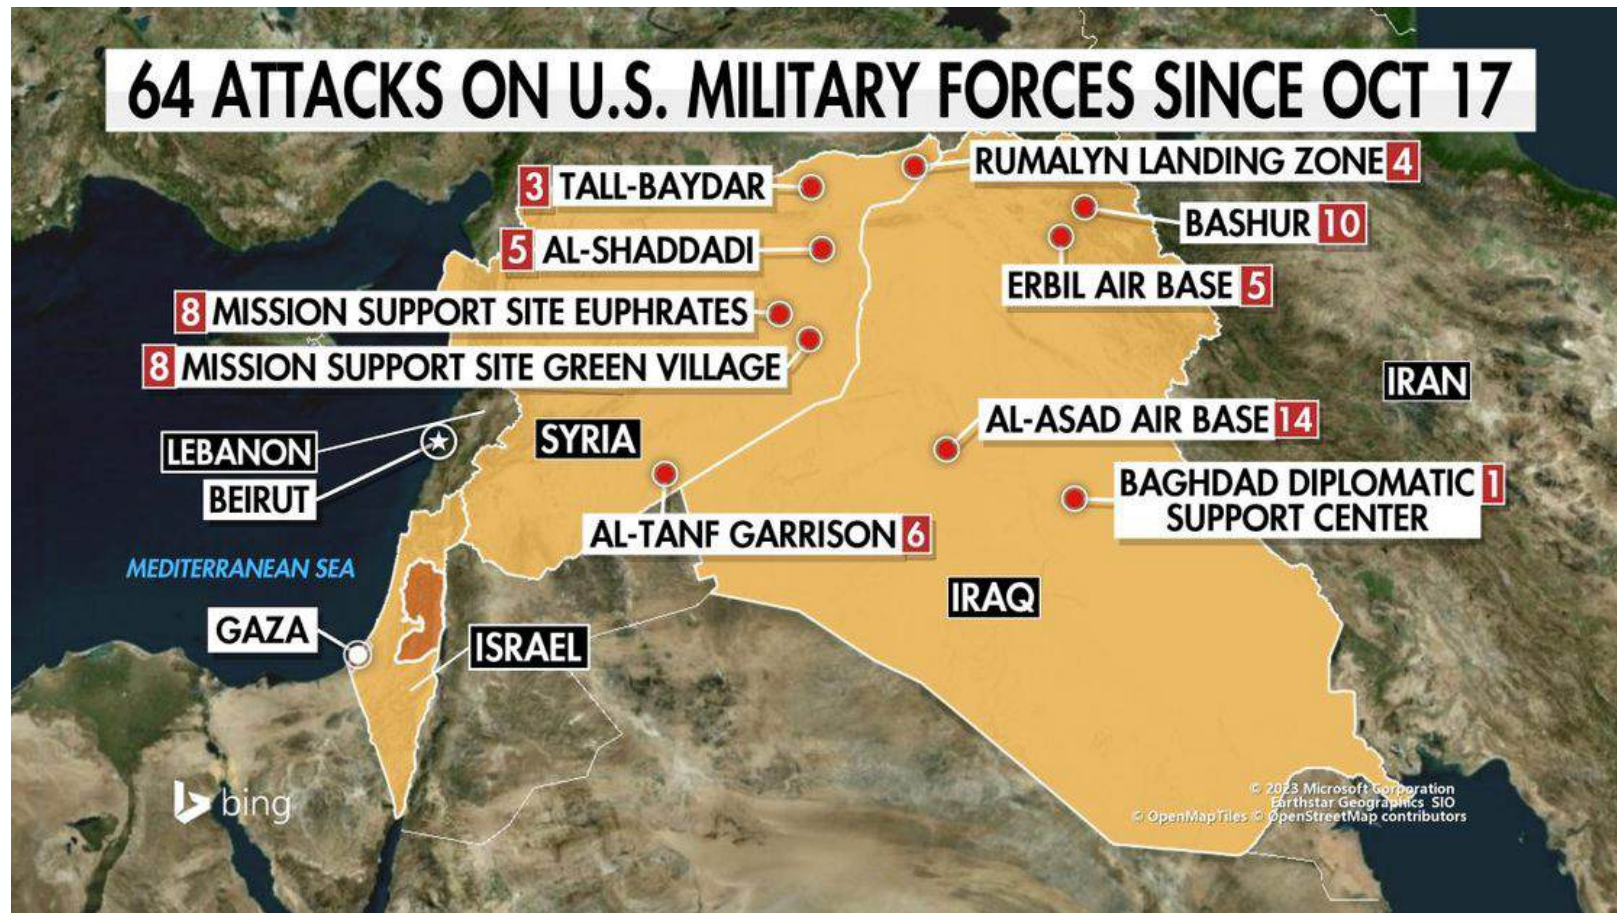 64 ATTACKS ON U.S. MILITARY FORCES SINCE OCT 17
RUMALYN LANDING ZONE 4
3 TALL-BAYDAR
BASHUR 10
5 AL-SHADDADI
ERBIL AIR BASE 5
8 MISSION SUPPORT SITE EUPHRATES
8 MISSION SUPPORT SITE GREEN VILLAGE
IRAN
AL-ASAD AIR BASE 14
SYRIA
LEBANON
BEIRUT
BAGHDAD DIPLOMATIC 1
SUPPORT CENTER
AL-TANF GARRISON 6
MEDITERRANEAN SEA
IRAQ
GAZA
ISRAEL
bing
© 2023 Microsoft Corporation
Earthstar Geographics SIO
© OpenMapTiles © OpenStreetMap contributors